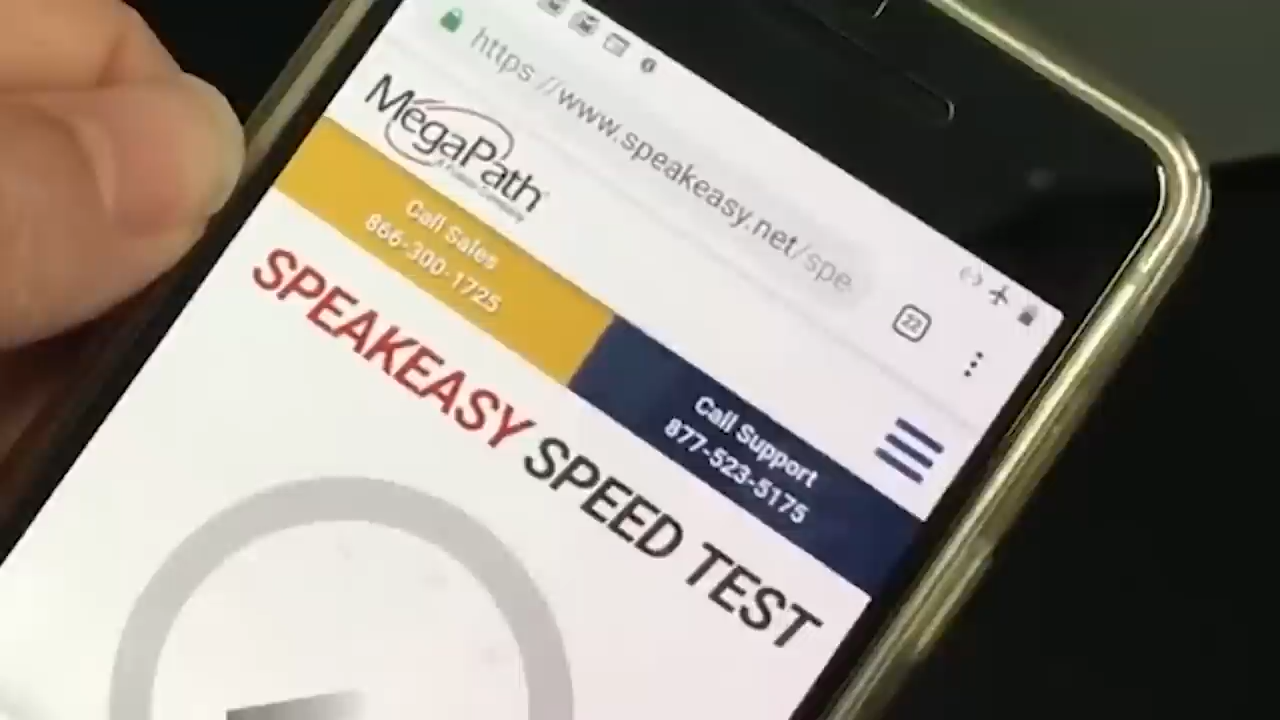 https://www.speakeasy.net/spe
22
MegaPath
Call Sales
866-300-1725
Call Support
877-523-5175
SPEAKEASY SPEED TEST